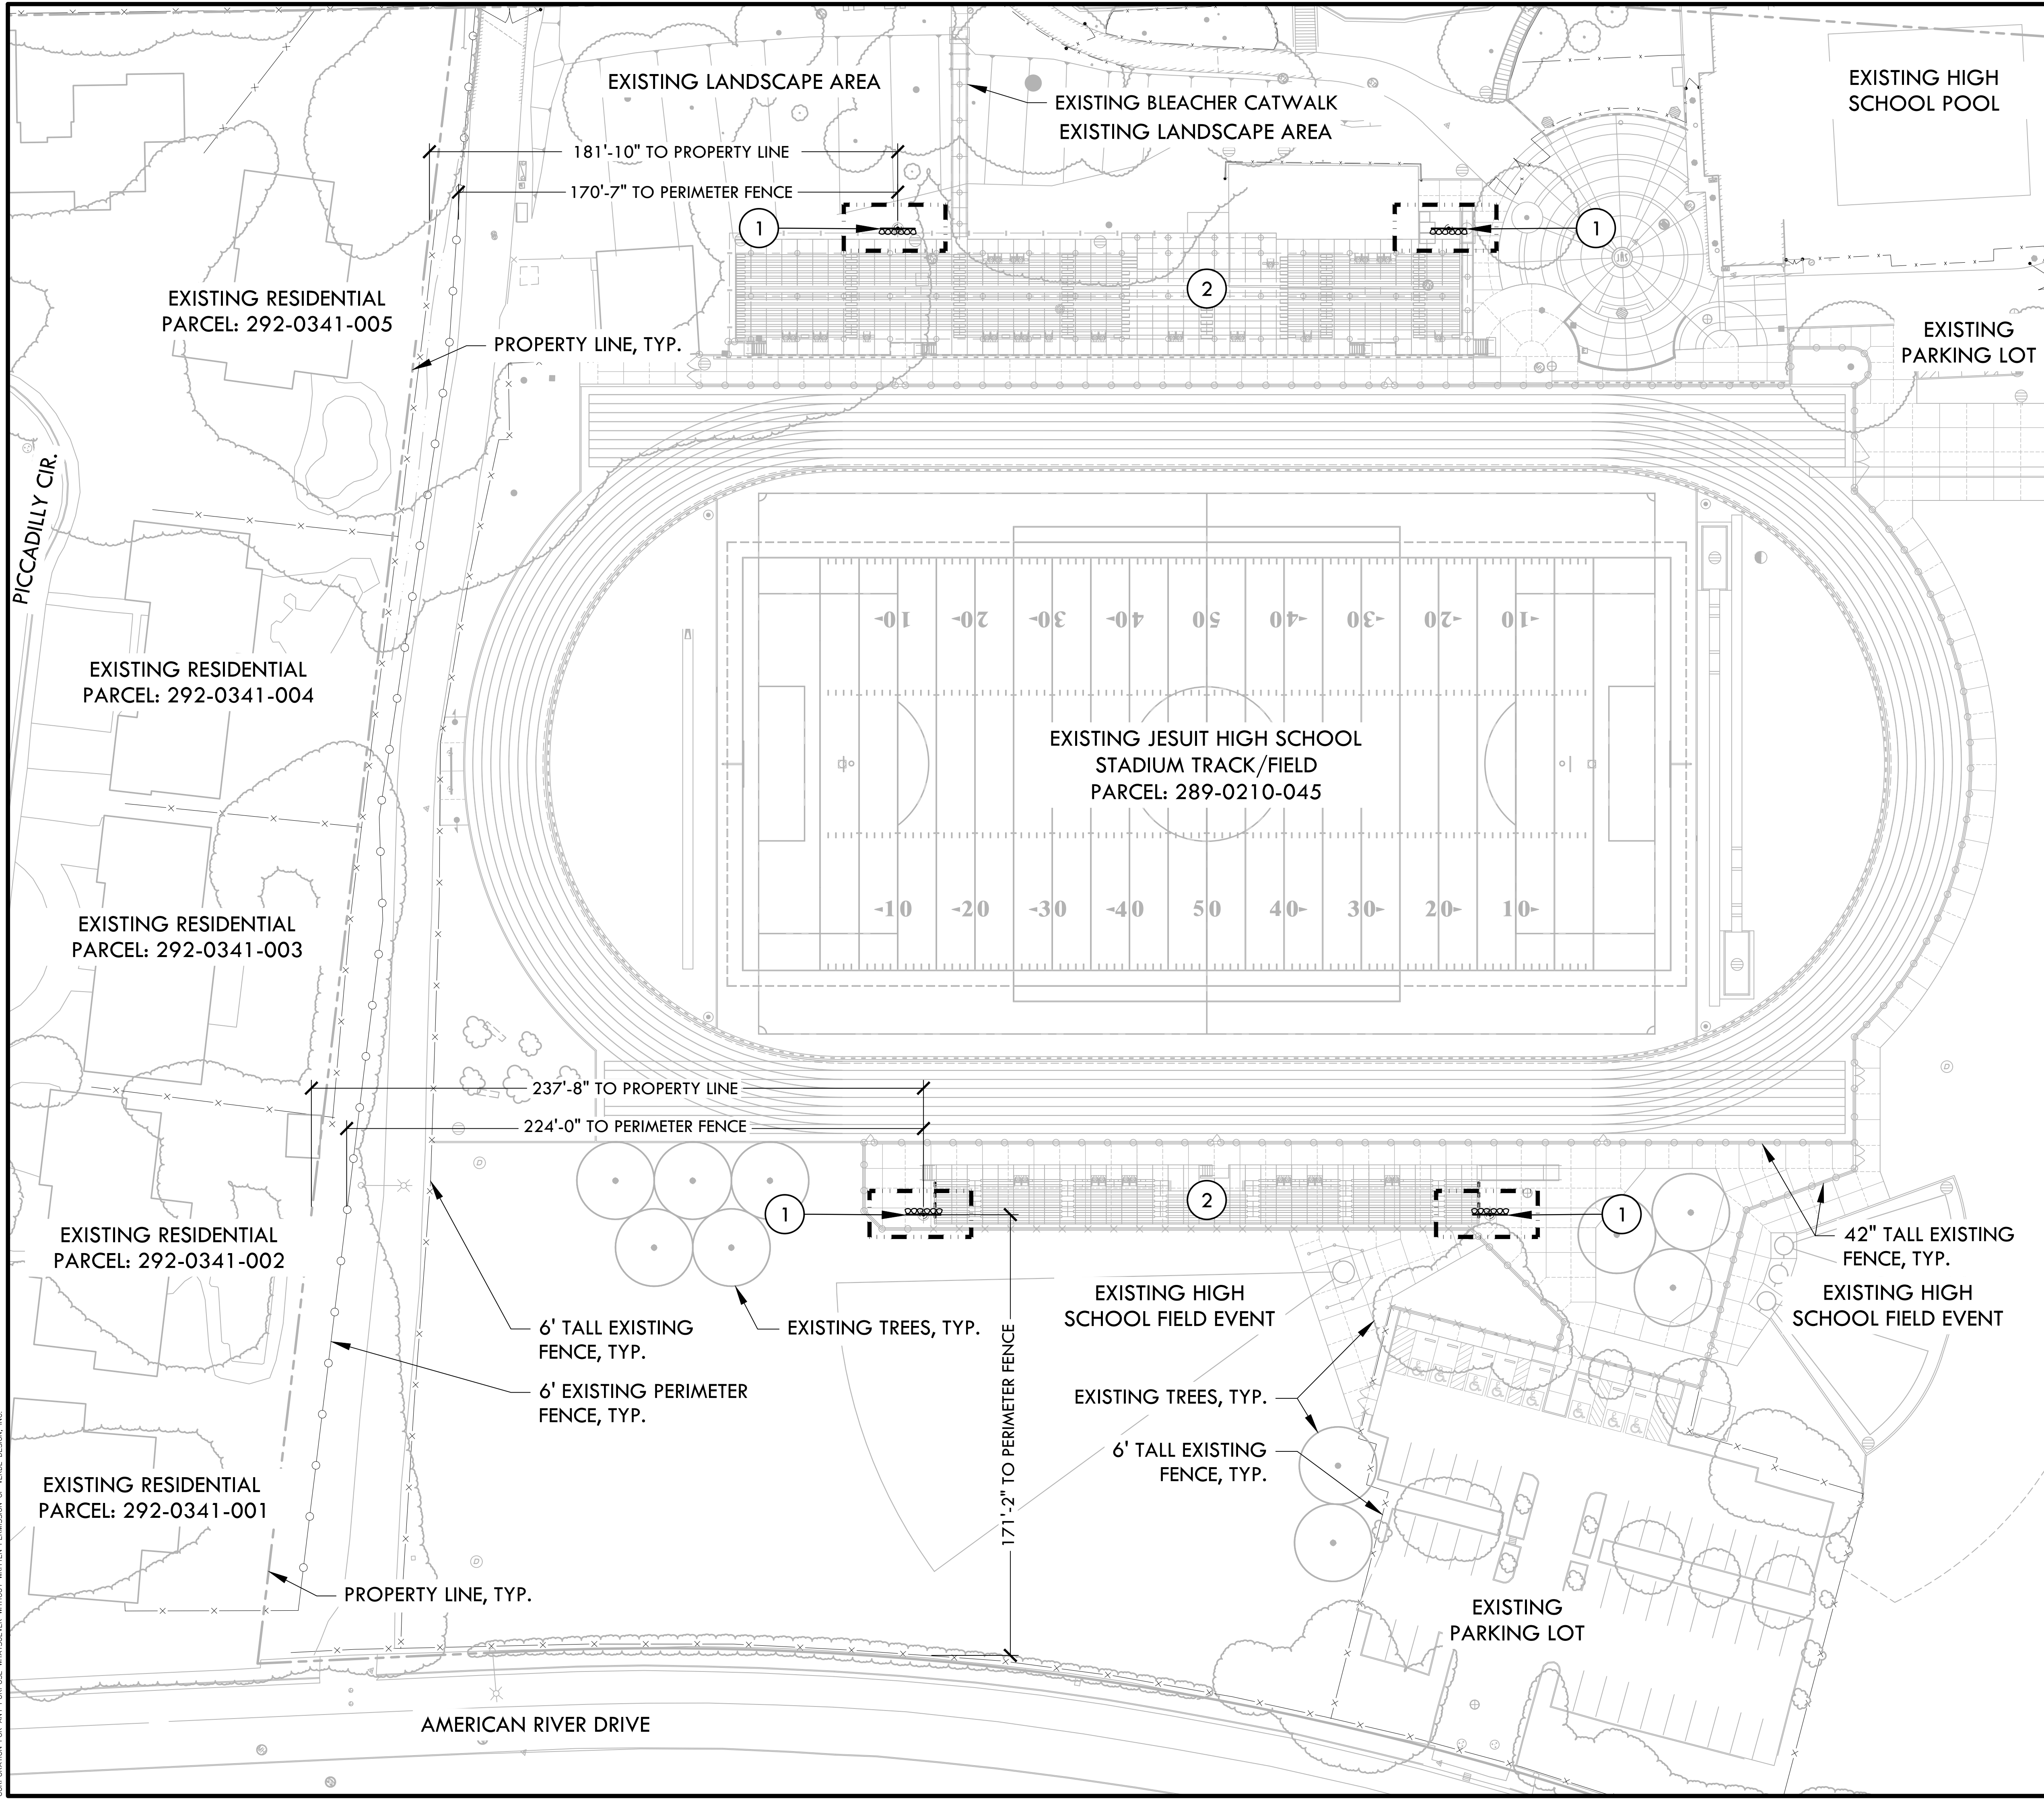 EXISTING LANDSCAPE AREA
EXISTING BLEACHER CATWALK
EXISTING LANDSCAPE AREA
EXISTING HIGH
SCHOOL POOL
181'-10" TO PROPERTY LINE
170'-7" TO PERIMETER FENCE
1
1
2
JHS
EXISTING RESIDENTIAL
PARCEL: 292-0341-005
PROPERTY LINE, TYP.
EXISTING
PARKING LOT
PICCADILLY CIR.
10 20 30 40 50 40 30 20 10
EXISTING RESIDENTIAL
PARCEL: 292-0341-004
EXISTING JESUIT HIGH SCHOOL
STADIUM TRACK/FIELD
PARCEL: 289-0210-045
EXISTING RESIDENTIAL
PARCEL: 292-0341-003
10 20 30 40 50 40 30 20 10
237'-8" TO PROPERTY LINE
224'-0" TO PERIMETER FENCE
1
2
1
EXISTING RESIDENTIAL
PARCEL: 292-0341-002
42" TALL EXISTING
FENCE, TYP.
EXISTING HIGH
SCHOOL FIELD EVENT
EXISTING HIGH
SCHOOL FIELD EVENT
6' TALL EXISTING
FENCE, TYP.
EXISTING TREES, TYP.
6' EXISTING PERIMETER
FENCE, TYP.
171'-2" TO PERIMETER FENCE
EXISTING TREES, TYP.
6' TALL EXISTING
FENCE, TYP.
EXISTING RESIDENTIAL
PARCEL: 292-0341-001
PROPERTY LINE, TYP.
EXISTING
PARKING LOT
AMERICAN RIVER DRIVE